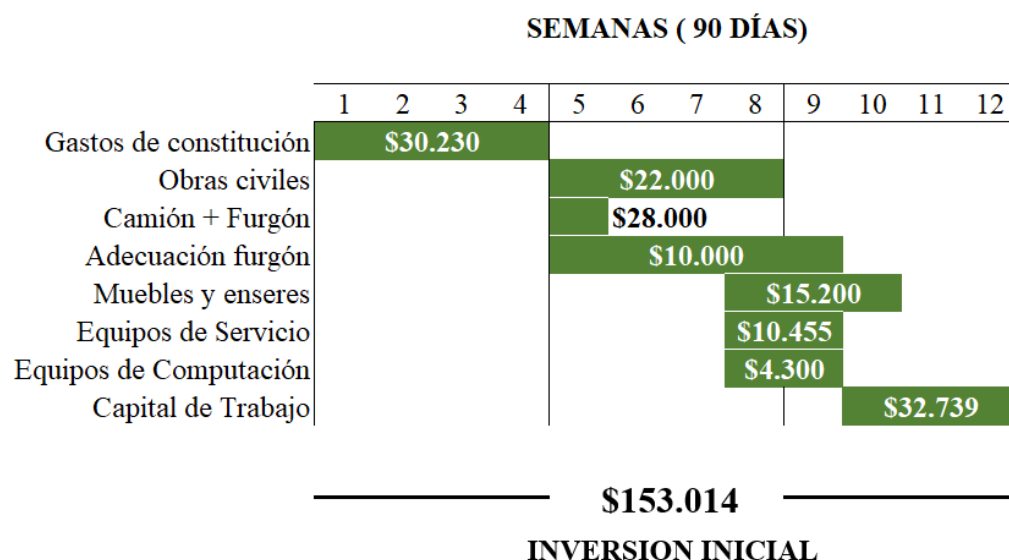 SEMANAS ( 90 DÍAS)
1 2 3 4 5 6 7 8 9 10 11 12
Gastos de constitución $30.230
Obras civiles $22.000
Camión + Furgón $28.000
Adecuación furgón $10.000
Muebles y enseres $15.200
Equipos de Servicio $10.455
Equipos de Computación $4.300
Capital de Trabajo $32.739
$153.014
INVERSION INICIAL